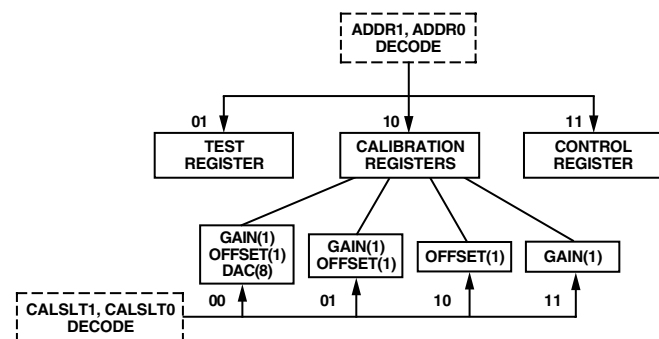 ADDR1, ADDR0
DECODE
01
10
11
TEST
REGISTER
CALIBRATION
REGISTERS
CONTROL
REGISTER
GAIN(1)
OFFSET(1)
DAC(8)
GAIN(1)
OFFSET(1)
OFFSET(1)
GAIN(1)
CALSLT1, CALSLT0
DECODE
00
01
10
11